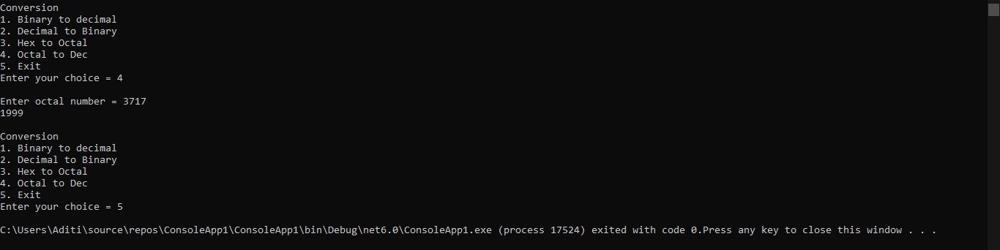 Conversion
1. Binary to decimal
2. Decimal to Binary
3. Hex to Octal
4. Octal to Dec
5. Exit
Enter your choice = 4
Enter octal number = 3717
1999
Conversion
1. Binary to decimal
2. Decimal to Binary
3. Hex to Octal
4. Octal to Dec
5. Exit
Enter your choice = 5
C:\Users\Aditi\source\repos\ConsoleApp1\ConsoleApp1\bin\Debug\net6.0\ConsoleApp1.exe (process 17524) exited with code 0.Press any key to close this window . . .